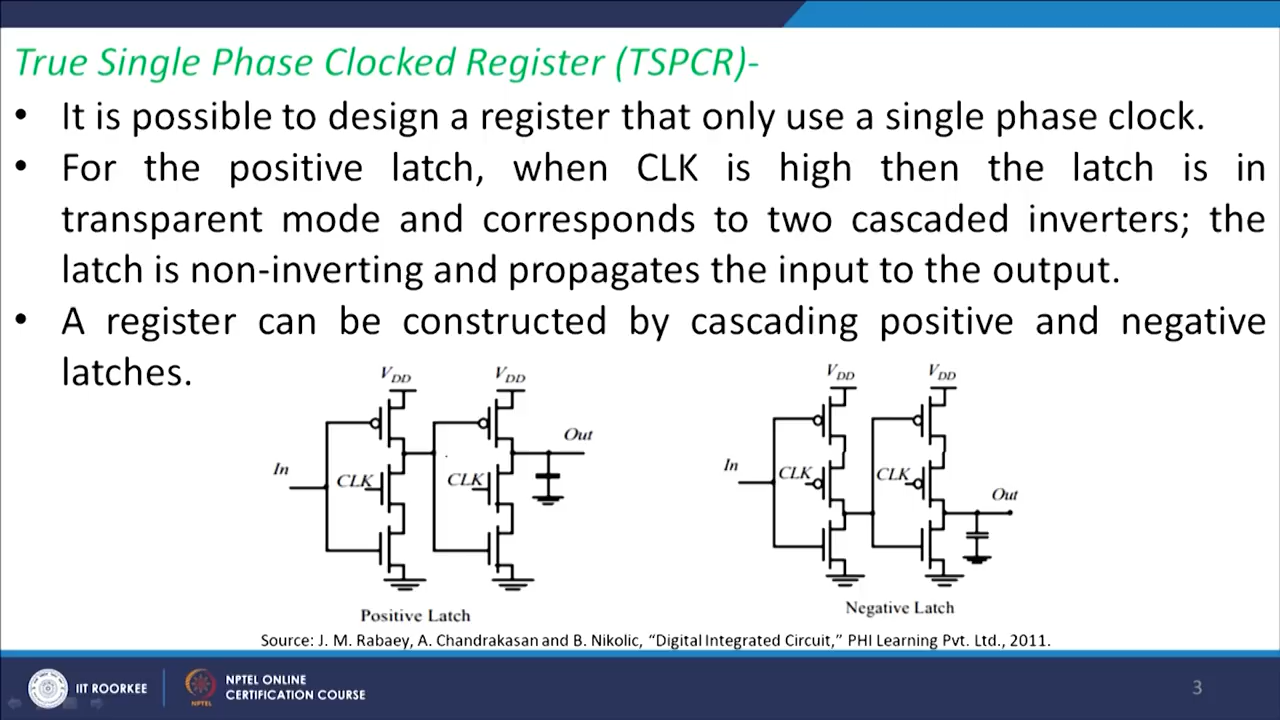 True Single Phase Clocked Register (TSPCR)-
• It is possible to design a register that only use a single phase clock.
• For the positive latch, when CLK is high then the latch is in
transparent mode and corresponds to two cascaded inverters; the
latch is non-inverting and propagates the input to the output.
• A register can be constructed by cascading positive and negative
latches.
VDD VDD
In CLK CLK Out
Positive Latch
VDD VDD
In CLK CLK Out
Negative Latch
Source: J. M. Rabaey, A. Chandrakasan and B. Nikolic, “Digital Integrated Circuit,” PHI Learning Pvt. Ltd., 2011.
IIT ROORKEE
NPTEL
NPTEL ONLINE
CERTIFICATION COURSE
3